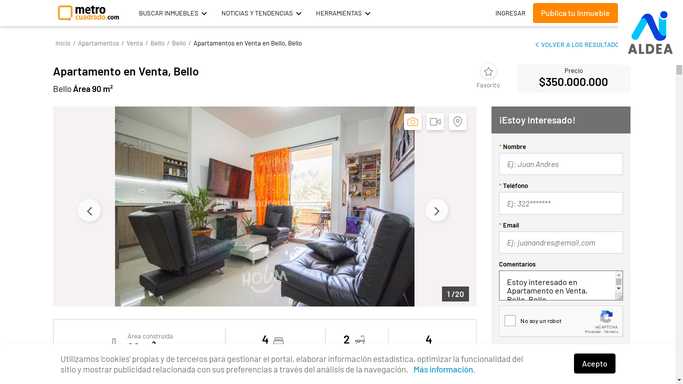 metro
cuadrado.com
BUSCAR INMUEBLES
NOTICIAS Y TENDENCIAS
HERRAMIENTAS
INGRESAR
Publica tu Inmueble
ALDEA
Inicio / Apartamentos / Venta / Bello / Bello / Apartamentos en Venta en Bello, Bello
VOLVER A LOS RESULTADO
Apartamento en Venta, Bello
Bello Área 90 m²
Favorito
Precio
$350.000.000
¡Estoy Interesado!
* Nombre
Ej: Juan Andres
* Teléfono
Ej: 322*******
* Email
Ej: juanandres@email.com
Comentarios
Estoy interesado en
Apartamento en Venta,
Bello, Bello
HOLM
1 / 20
No soy un robot
reCAPTCHA
Privacidad - Términos
Área construida
4
2
4
Utilizamos 'cookies' propias y de terceros para gestionar el portal, elaborar información estadística, optimizar la funcionalidad del
sitio y mostrar publicidad relacionada con sus preferencias a través del análisis de la navegación. Más información.
Acepto